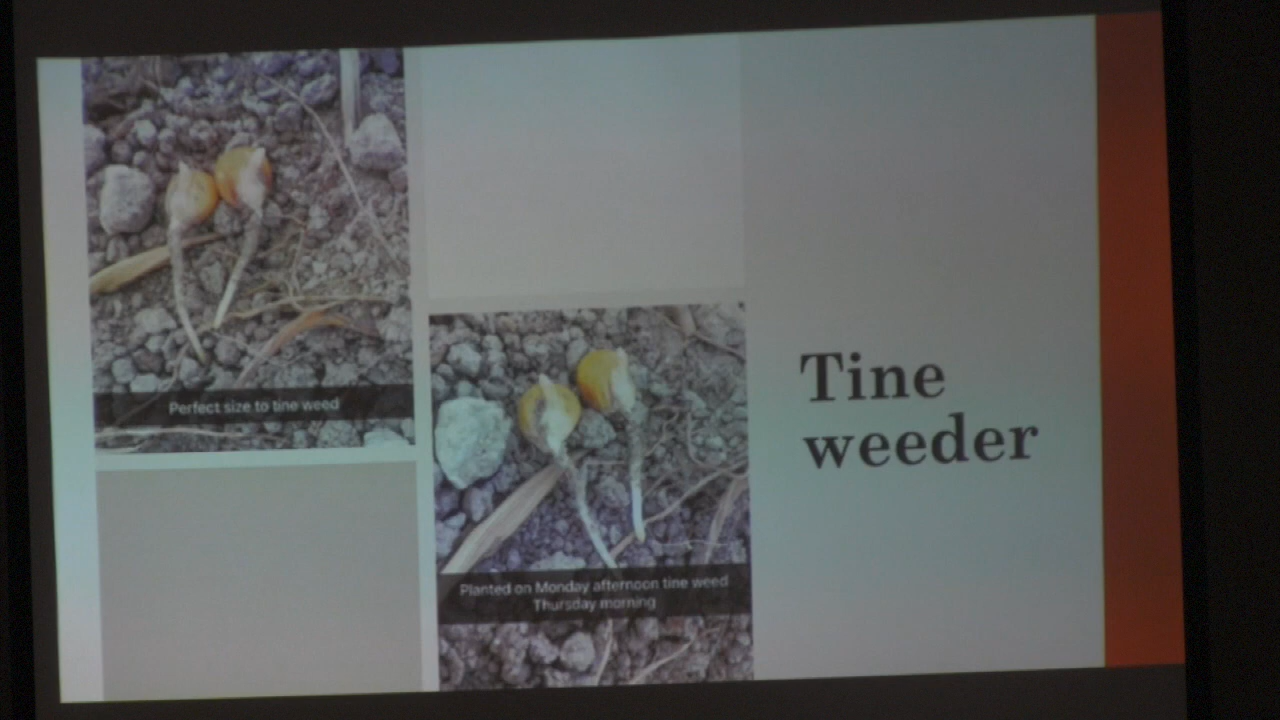 Perfect size to tine weed
Planted on Monday afternoon tine weed
Thursday morning
Tine
weeder